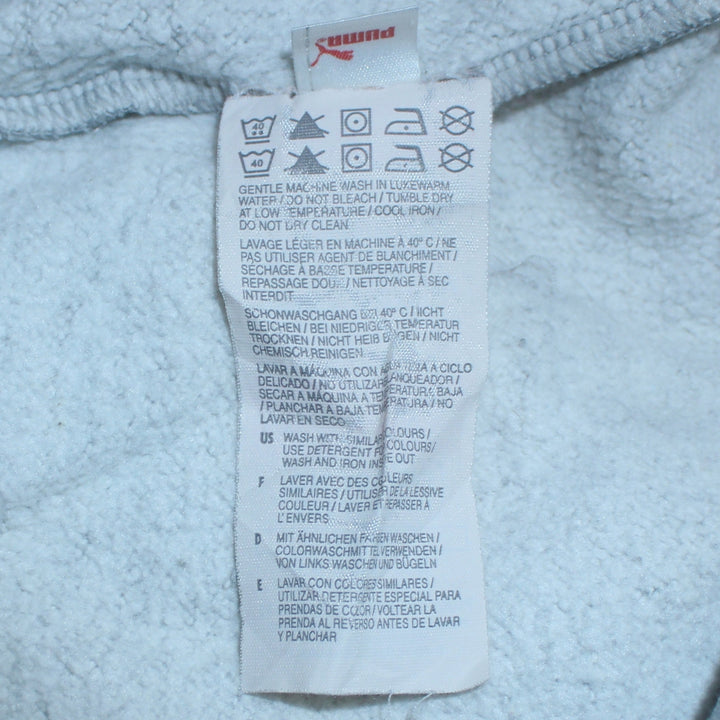 PUMA
40
40
GENTLE MACHINE WASH IN LUKEWARM
WATER / DO NOT BLEACH / TUMBLE DRY
AT LOW TEMPERATURE / COOL IRON /
DO NOT DRY CLEAN
LAVAGE LÉGER EN MACHINE À 40° C / NE
PAS UTILISER AGENT DE BLANCHIMENT /
SÉCHAGE À BASSE TEMPERATURE /
REPASSAGE DOUX / NETTOYAGE À SEC
INTERDIT
SCHONWASCHGANG BEI 40° C / NICHT
BLEICHEN / BEI NIEDRIGER TEMPERATUR
TROCKNEN / NICHT HEIß BÜGEN / NICHT
CHEMISCH REINIGEN
LAVAR A MÁQUINA CON AGUA TIBIA A CICLO
DELICADO / NO UTILIZAR BLANQUEADOR /
SECAR A MÁQUINA A TEMPERATURA BAJA
/ PLANCHAR A BAJA TEMPERATURA / NO
LAVAR EN SECO
US WASH WITH SIMILAR COLOURS /
USE DETERGENT FOR COLOURS/
WASH AND IRON INSIDE OUT
F LAVER AVEC DES COULEURS
SIMILAIRES / UTILISER DE LA LESSIVE
COULEUR / LAVER ET REPASSER À
L'ENVERS
D MIT ÄHNLICHEN FARBEN WASCHEN /
COLORWASCHMITTEL VERWENDEN /
VON LINKS WASCHEN UND BÜGELN
E LAVAR CON COLORES SIMILARES /
UTILIZAR DETERGENTE ESPECIAL PARA
PRENDAS DE COLOR / VOLTEAR LA
PRENDA AL REVERSO ANTES DE LAVAR
Y PLANCHAR